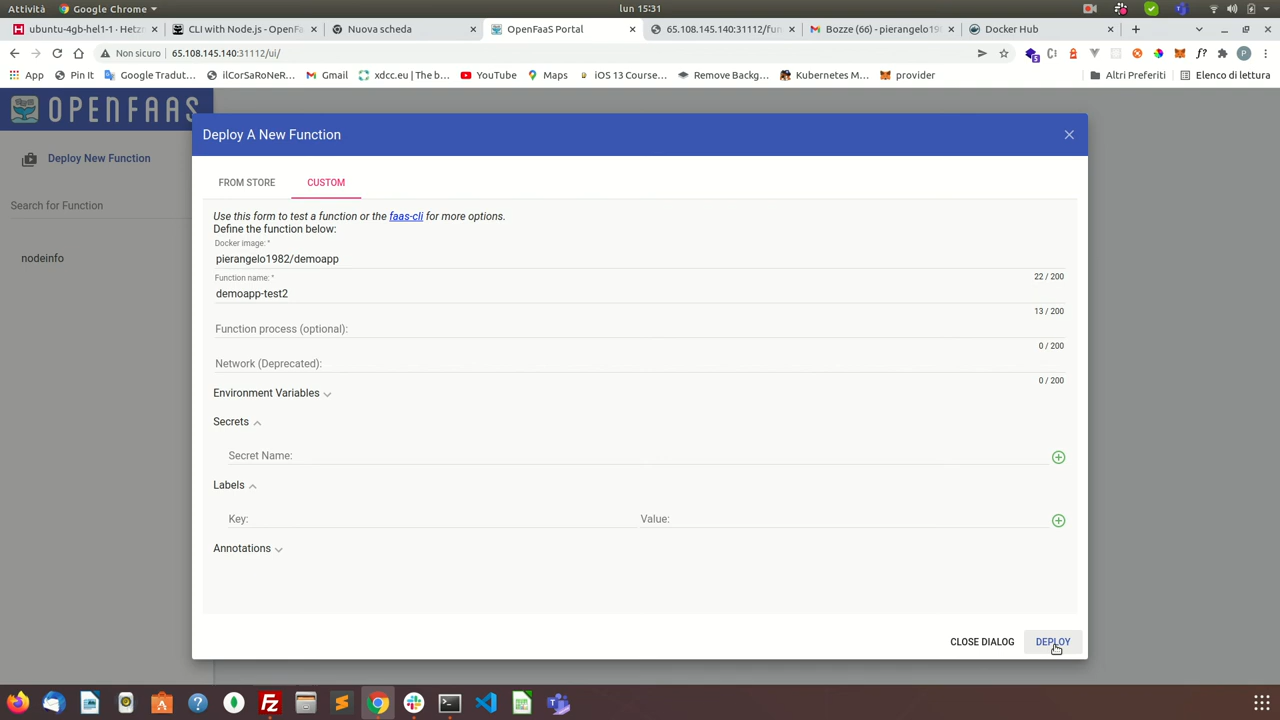 Attività
Google Chrome
lun 15:31
ubuntu-4gb-hel1-1 - Hetz
CLI with Node.js - OpenFa
Nuova scheda
OpenFaaS Portal
65.108.145.140:31112/fun
Bozze (66) - pierangelo19
Docker Hub
Non sicuro
65.108.145.140:31112/ui/
App
Pin It
Google Tradut...
ilCorSaRoNeR...
Gmail
xdcc.eu | The b...
YouTube
Maps
iOS 13 Course...
Remove Backg...
Kubernetes M...
provider
Altri Preferiti
Elenco di lettura
OPENFAAS
Deploy New Function
Search for Function
nodeinfo
Deploy A New Function
FROM STORE
CUSTOM
Use this form to test a function or the faas-cli for more options.
Define the function below:
Docker image: *
pierangelo1982/demoapp
22 / 200
Function name: *
demoapp-test2
13 / 200
Function process (optional):
0 / 200
Network (Deprecated):
0 / 200
Environment Variables
Secrets
Secret Name:
Labels
Key:
Value:
Annotations
CLOSE DIALOG
DEPLOY